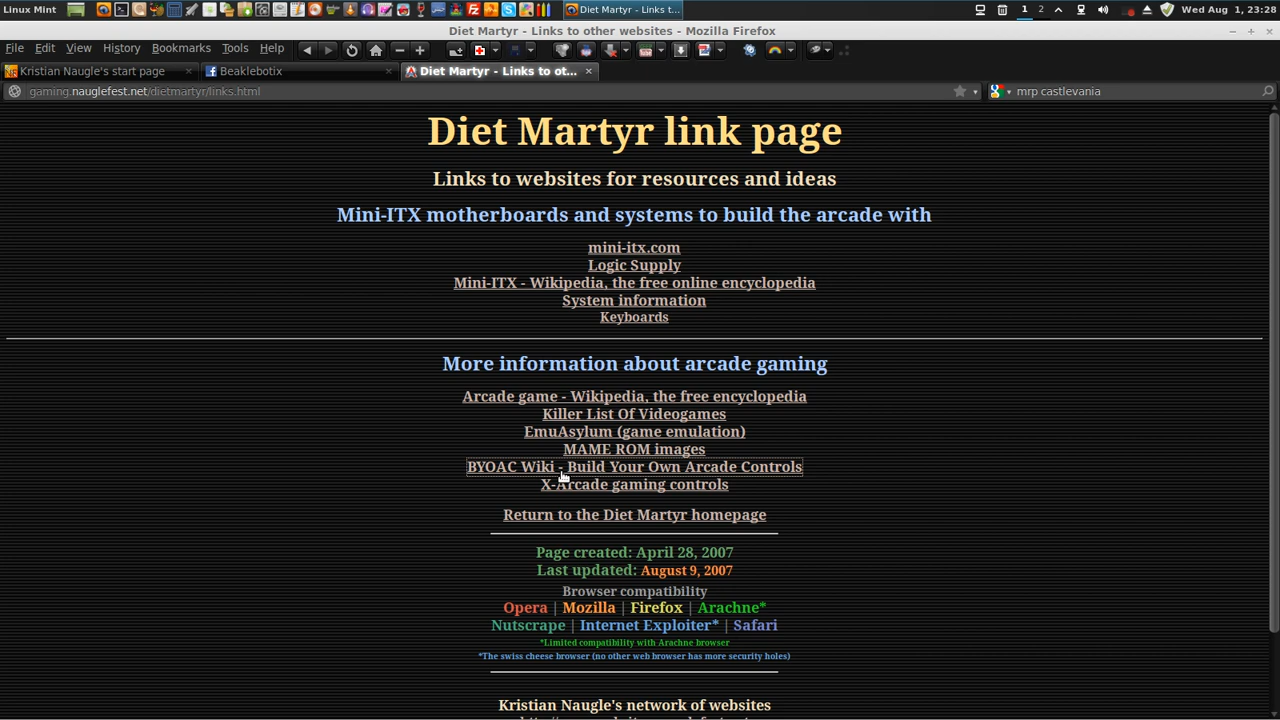 Linux Mint
Diet Martyr - Links t...
1 2
Wed Aug 1, 23:28
Diet Martyr - Links to other websites - Mozilla Firefox
File Edit View History Bookmarks Tools Help
Kristian Naugle's start page
Beaklebotix
Diet Martyr - Links to ot...
gaming.nauglefest.net/dietmartyr/links.html
mrp castlevania
Diet Martyr link page
Links to websites for resources and ideas
Mini-ITX motherboards and systems to build the arcade with
mini-itx.com
Logic Supply
Mini-ITX - Wikipedia, the free online encyclopedia
System information
Keyboards
More information about arcade gaming
Arcade game - Wikipedia, the free encyclopedia
Killer List Of Videogames
EmuAsylum (game emulation)
MAME ROM images
BYOAC Wiki - Build Your Own Arcade Controls
X-Arcade gaming controls
Return to the Diet Martyr homepage
Page created: April 28, 2007
Last updated: August 9, 2007
Browser compatibility
Opera | Mozilla | Firefox | Arachne*
Nutscrape | Internet Exploiter* | Safari
*Limited compatibility with Arachne browser
*The swiss cheese browser (no other web browser has more security holes)
Kristian Naugle's network of websites